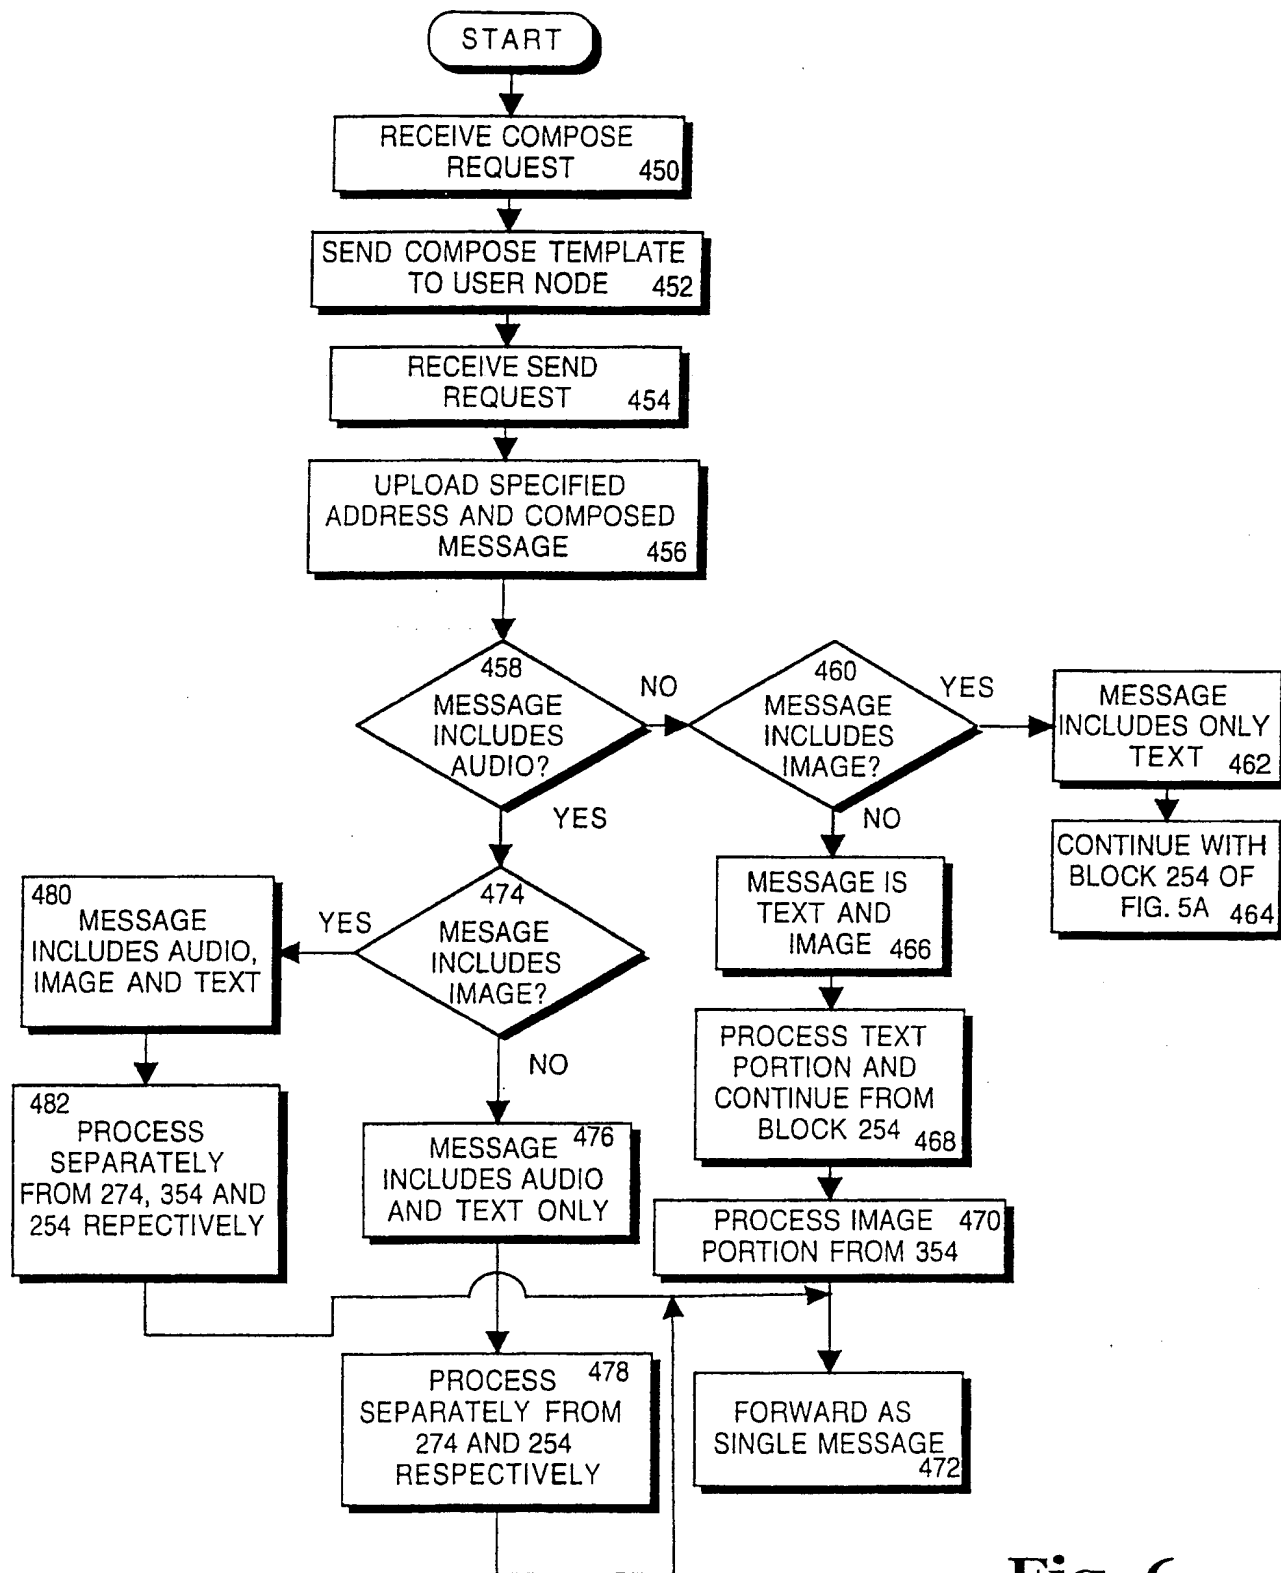 START
RECEIVE COMPOSE
REQUEST 450
SEND COMPOSE TEMPLATE
TO USER NODE 452
RECEIVE SEND
REQUEST 454
UPLOAD SPECIFIED
ADDRESS AND COMPOSED
MESSAGE 456
458
MESSAGE
INCLUDES
AUDIO?
NO
YES
460
MESSAGE
INCLUDES
IMAGE?
YES
NO
MESSAGE
INCLUDES ONLY
TEXT 462
CONTINUE WITH
BLOCK 254 OF
FIG. 5A 464
MESSAGE IS
TEXT AND
IMAGE 466
PROCESS TEXT
PORTION AND
CONTINUE FROM
BLOCK 254 468
PROCESS IMAGE 470
PORTION FROM 354
474
MESAGE
INCLUDES
IMAGE?
YES
NO
480
MESSAGE
INCLUDES AUDIO,
IMAGE AND TEXT
482
PROCESS
SEPARATELY
FROM 274, 354 AND
254 REPECTIVELY
476
MESSAGE
INCLUDES AUDIO
AND TEXT ONLY
PROCESS 478
SEPARATELY FROM
274 AND 254
RESPECTIVELY
FORWARD AS
SINGLE MESSAGE
472
Fig. 6